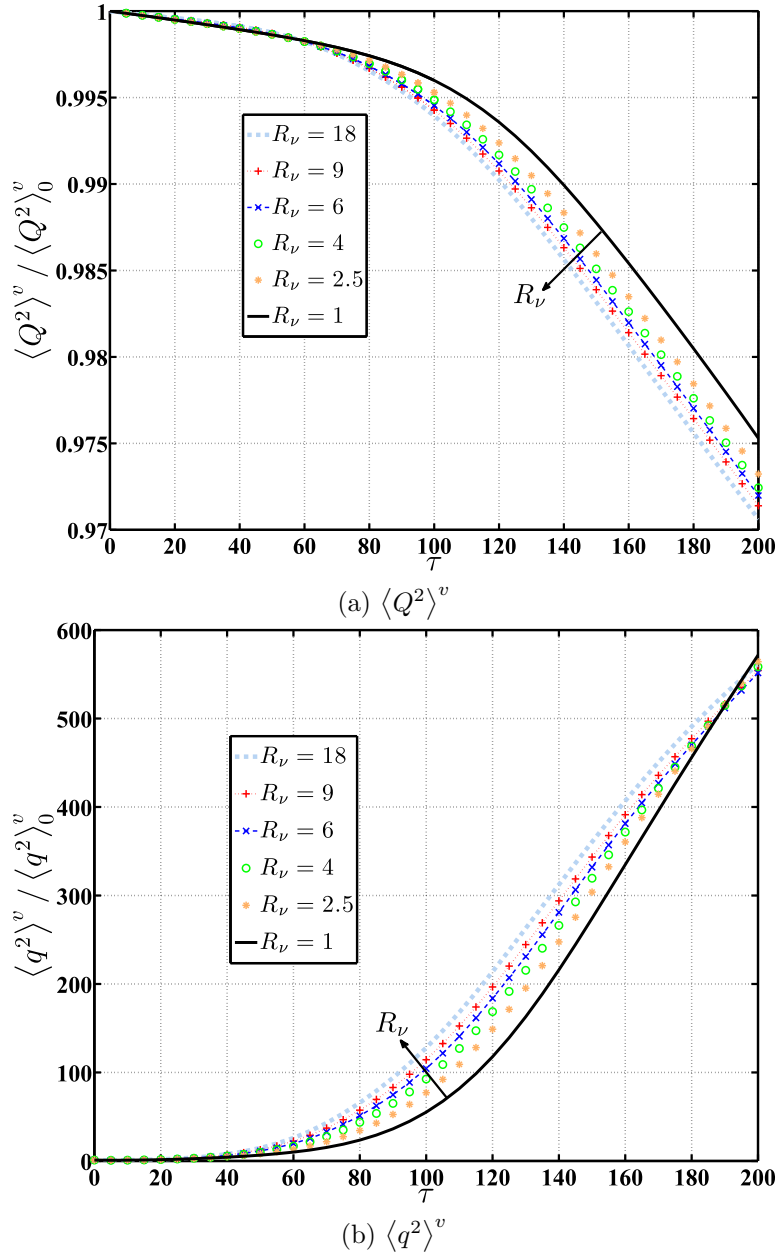 1
0.995
0.99
0.985
0.98
0.975
0.97
⟨Q²⟩ᵛ / ⟨Q²⟩₀ᵛ
R_ν = 18
R_ν = 9
R_ν = 6
R_ν = 4
R_ν = 2.5
R_ν = 1
R_ν
0 20 40 60 80 100 120 140 160 180 200
τ
(a) ⟨Q²⟩ᵛ
600
500
400
300
200
100
0
⟨q²⟩ᵛ / ⟨q²⟩₀ᵛ
R_ν = 18
R_ν = 9
R_ν = 6
R_ν = 4
R_ν = 2.5
R_ν = 1
R_ν
0 20 40 60 80 100 120 140 160 180 200
τ
(b) ⟨q²⟩ᵛ